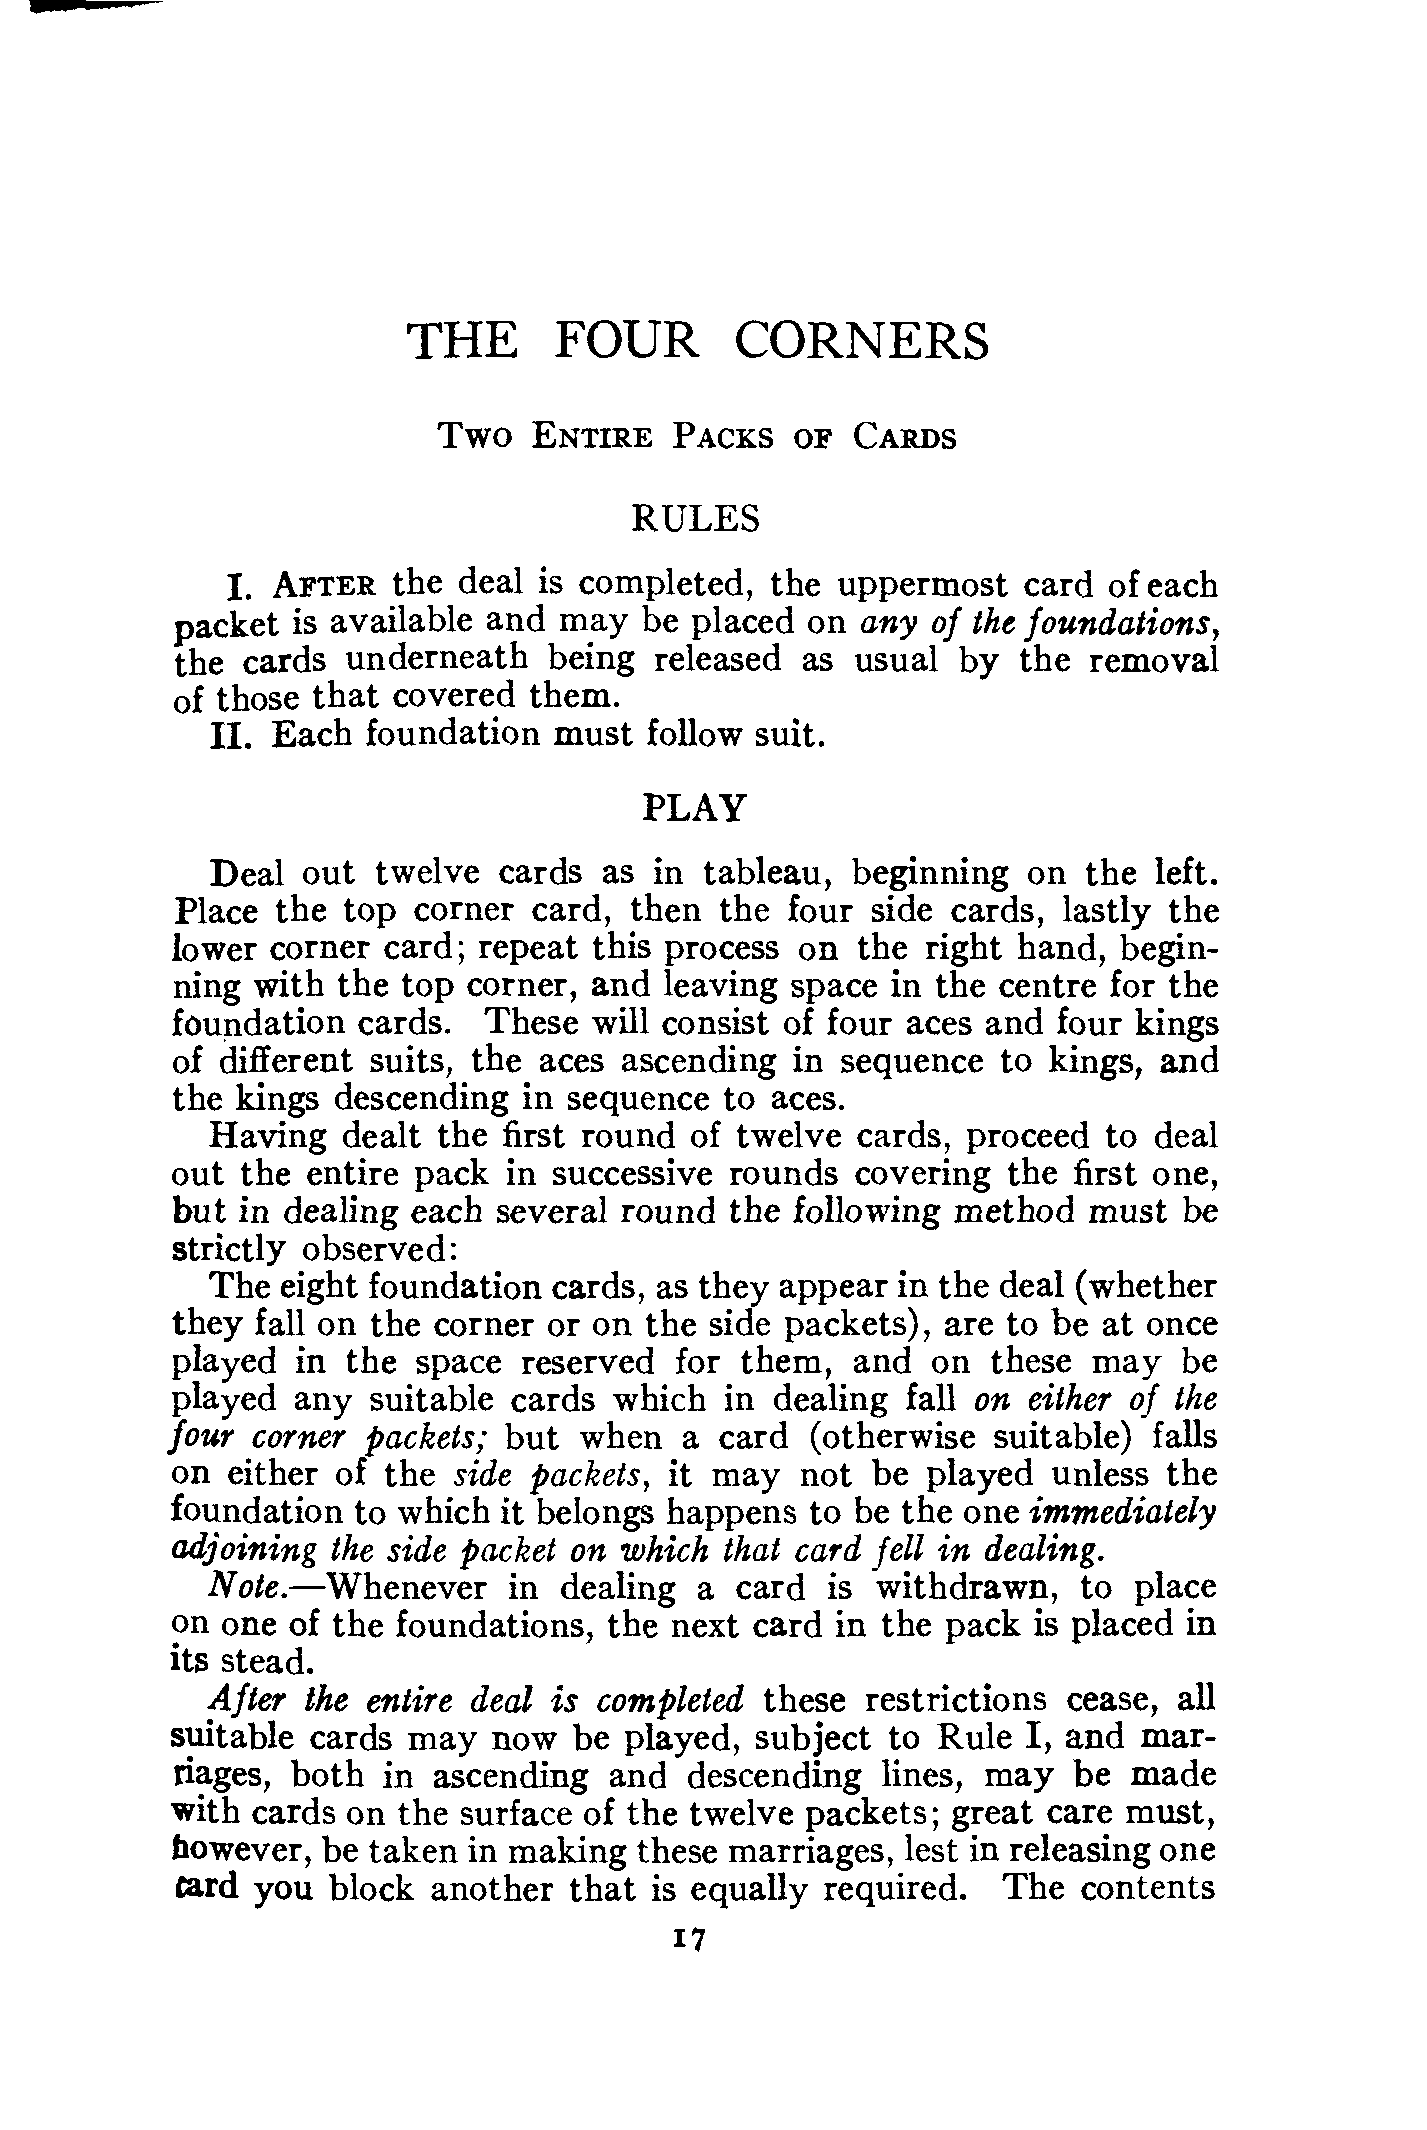 THE FOUR CORNERS
Two Entire Packs of Cards
RULES
I. After the deal is completed, the uppermost card of each
packet is available and may be placed on any of the foundations,
the cards underneath being released as usual by the removal
of those that covered them.
II. Each foundation must follow suit.
PLAY
Deal out twelve cards as in tableau, beginning on the left.
Place the top corner card, then the four side cards, lastly the
lower corner card; repeat this process on the right hand, begin-
ning with the top corner, and leaving space in the centre for the
foundation cards. These will consist of four aces and four kings
of different suits, the aces ascending in sequence to kings, and
the kings descending in sequence to aces.
Having dealt the first round of twelve cards, proceed to deal
out the entire pack in successive rounds covering the first one,
but in dealing each several round the following method must be
strictly observed:
The eight foundation cards, as they appear in the deal (whether
they fall on the corner or on the side packets), are to be at once
played in the space reserved for them, and on these may be
played any suitable cards which in dealing fall on either of the
four corner packets; but when a card (otherwise suitable) falls
on either of the side packets, it may not be played unless the
foundation to which it belongs happens to be the one immediately
adjoining the side packet on which that card fell in dealing.
Note.—Whenever in dealing a card is withdrawn, to place
on one of the foundations, the next card in the pack is placed in
its stead.
After the entire deal is completed these restrictions cease, all
suitable cards may now be played, subject to Rule I, and mar-
riages, both in ascending and descending lines, may be made
with cards on the surface of the twelve packets; great care must,
however, be taken in making these marriages, lest in releasing one
card you block another that is equally required. The contents
17